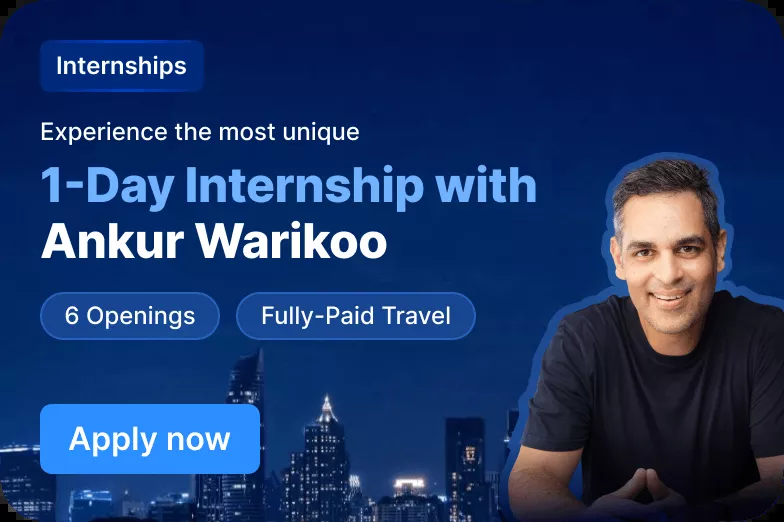 Internships
Experience the most unique
1-Day Internship with
Ankur Warikoo
6 Openings
Fully-Paid Travel
Apply now